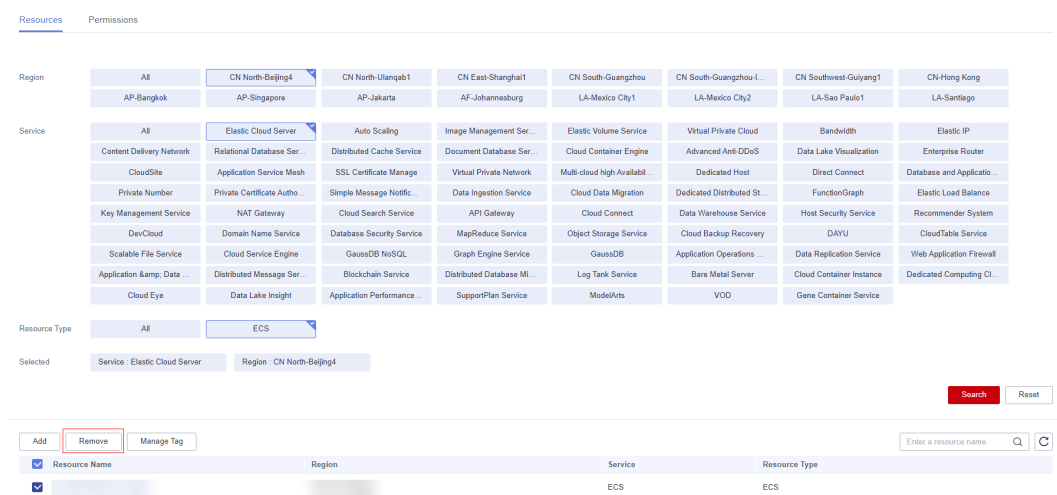 Resources Permissions
Region All CN North-Beijing4 CN North-Ulanqab1 CN East-Shanghai1 CN South-Guangzhou CN South-Guangzhou-I... CN Southwest-Guiyang1 CN-Hong Kong
AP-Bangkok AP-Singapore AP-Jakarta AF-Johannesburg LA-Mexico City1 LA-Mexico City2 LA-Sao Paulo1 LA-Santiago
Service All Elastic Cloud Server Auto Scaling Image Management Ser... Elastic Volume Service Virtual Private Cloud Bandwidth Elastic IP
Content Delivery Network Relational Database Ser... Distributed Cache Service Document Database Ser... Cloud Container Engine Advanced Anti-DDoS Data Lake Visualization Enterprise Router
CloudSite Application Service Mesh SSL Certificate Manage Virtual Private Network Multi-cloud high Availabil... Dedicated Host Direct Connect Database and Applicatio...
Private Number Private Certificate Autho... Simple Message Notific... Data Ingestion Service Cloud Data Migration Dedicated Distributed St... FunctionGraph Elastic Load Balance
Key Management Service NAT Gateway Cloud Search Service API Gateway Cloud Connect Data Warehouse Service Host Security Service Recommender System
DevCloud Domain Name Service Database Security Service MapReduce Service Object Storage Service Cloud Backup Recovery DAYU CloudTable Service
Scalable File Service Cloud Service Engine GaussDB NoSQL Graph Engine Service GaussDB Application Operations ... Data Replication Service Web Application Firewall
Application &amp; Data ... Distributed Message Ser... Blockchain Service Distributed Database Mi... Log Tank Service Bare Metal Server Cloud Container Instance Dedicated Computing Cl...
Cloud Eye Data Lake Insight Application Performance... SupportPlan Service ModelArts VOD Gene Container Service
Resource Type All ECS
Selected Service : Elastic Cloud Server Region : CN North-Beijing4
Search Reset
Add Remove Manage Tag Enter a resource name.
Resource Name Region Service Resource Type
ECS ECS